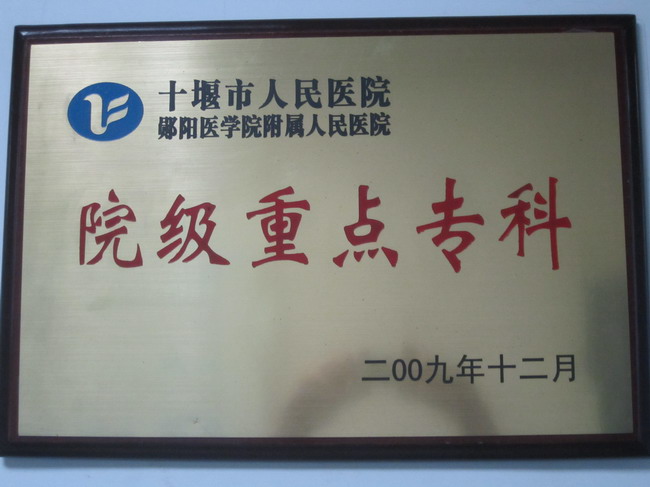 十堰市人民医院
郧阳医学院附属人民医院
院级重点专科
二00九年十二月